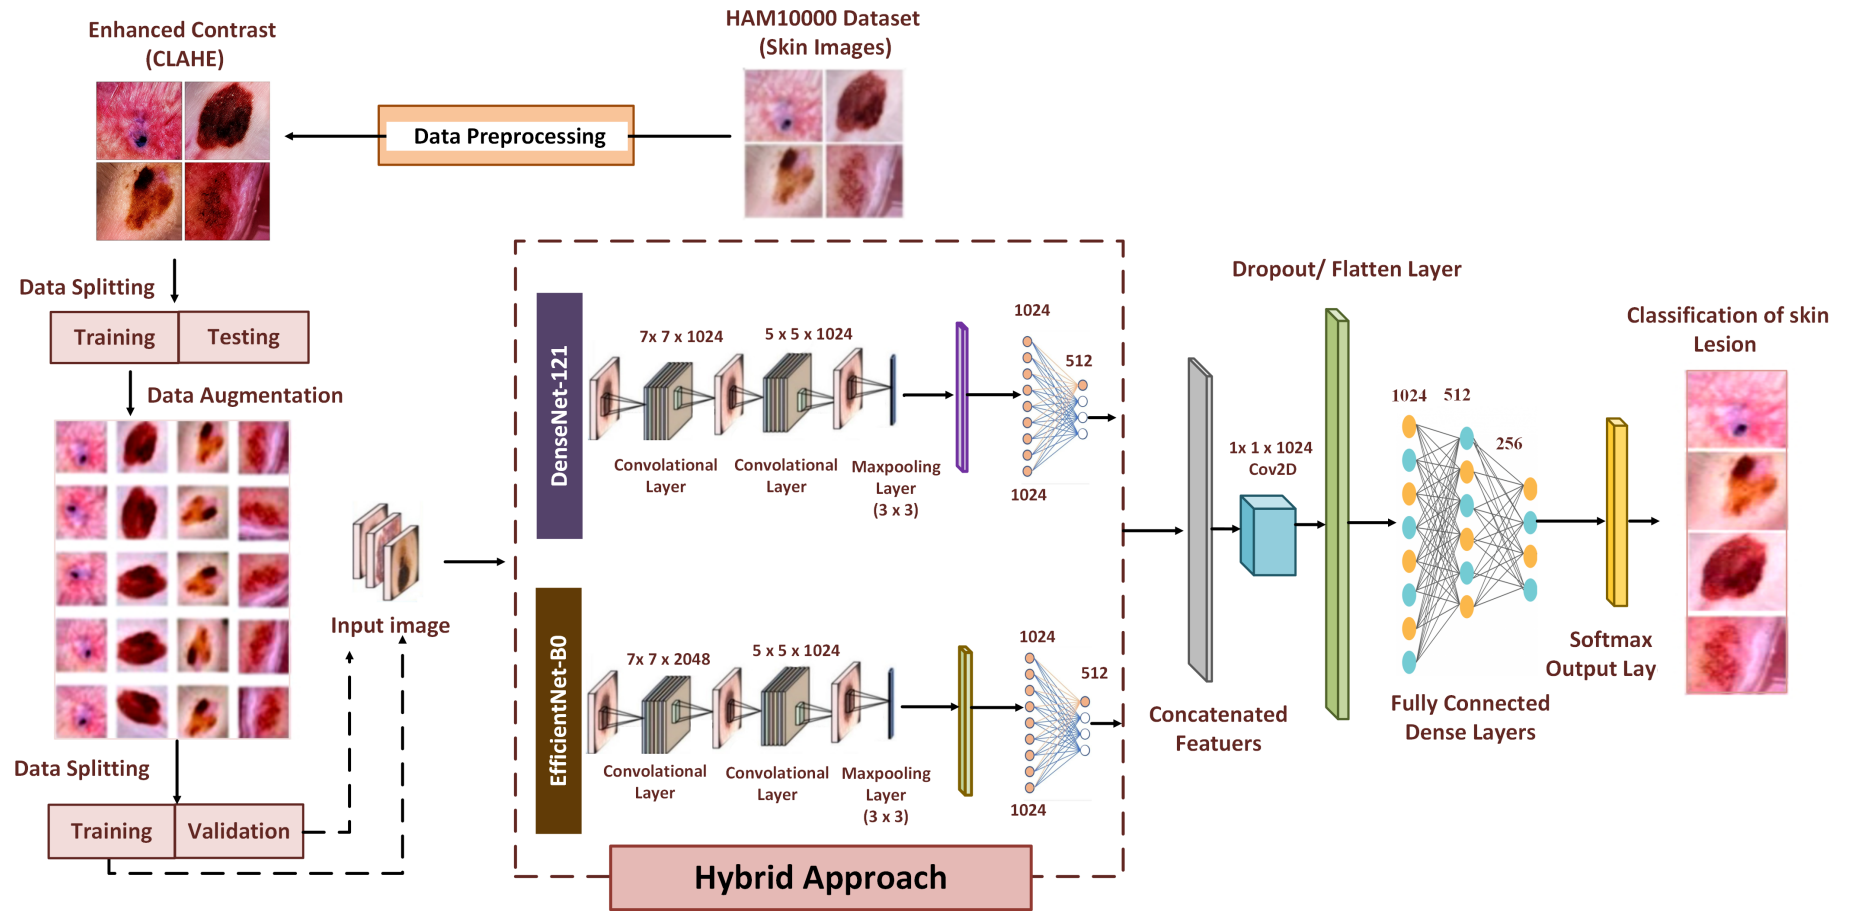 Enhanced Contrast
(CLAHE)
HAM10000 Dataset
(Skin Images)
Data Preprocessing
Data Splitting
Training
Testing
Data Augmentation
Input image
Data Splitting
Training
Validation
DenseNet-121
7x 7 x 1024
5 x 5 x 1024
Convolational
Layer
Convolational
Layer
Maxpooling
Layer
(3 x 3)
1024
512
1024
EfficientNet-B0
7x 7 x 2048
5 x 5 x 1024
Convolational
Layer
Convolational
Layer
Maxpooling
Layer
(3 x 3)
1024
512
1024
Hybrid Approach
Concatenated
Featuers
1x 1 x 1024
Cov2D
Dropout/ Flatten Layer
1024
512
256
Fully Connected
Dense Layers
Softmax
Output Lay
Classification of skin
Lesion